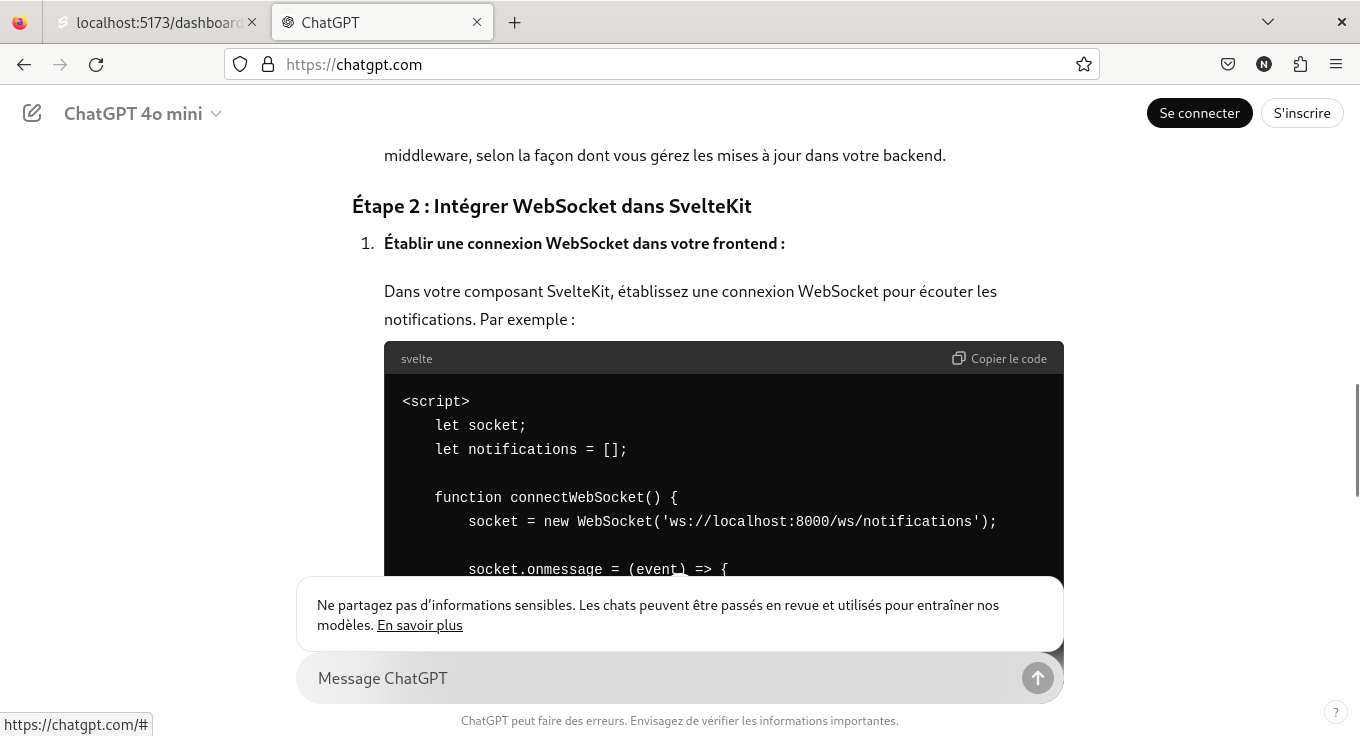 localhost:5173/dashboard
ChatGPT
https://chatgpt.com
N
ChatGPT 4o mini
Se connecter
S'inscrire
middleware, selon la façon dont vous gérez les mises à jour dans votre backend.
Étape 2 : Intégrer WebSocket dans SvelteKit
1. Établir une connexion WebSocket dans votre frontend :
Dans votre composant SvelteKit, établissez une connexion WebSocket pour écouter les
notifications. Par exemple :
svelte
Copier le code
<script>
let socket;
let notifications = [];
function connectWebSocket() {
socket = new WebSocket('ws://localhost:8000/ws/notifications');
socket.onmessage = (event) => {
Ne partagez pas d’informations sensibles. Les chats peuvent être passés en revue et utilisés pour entraîner nos
modèles. En savoir plus
Message ChatGPT
https://chatgpt.com/#
ChatGPT peut faire des erreurs. Envisagez de vérifier les informations importantes.
?